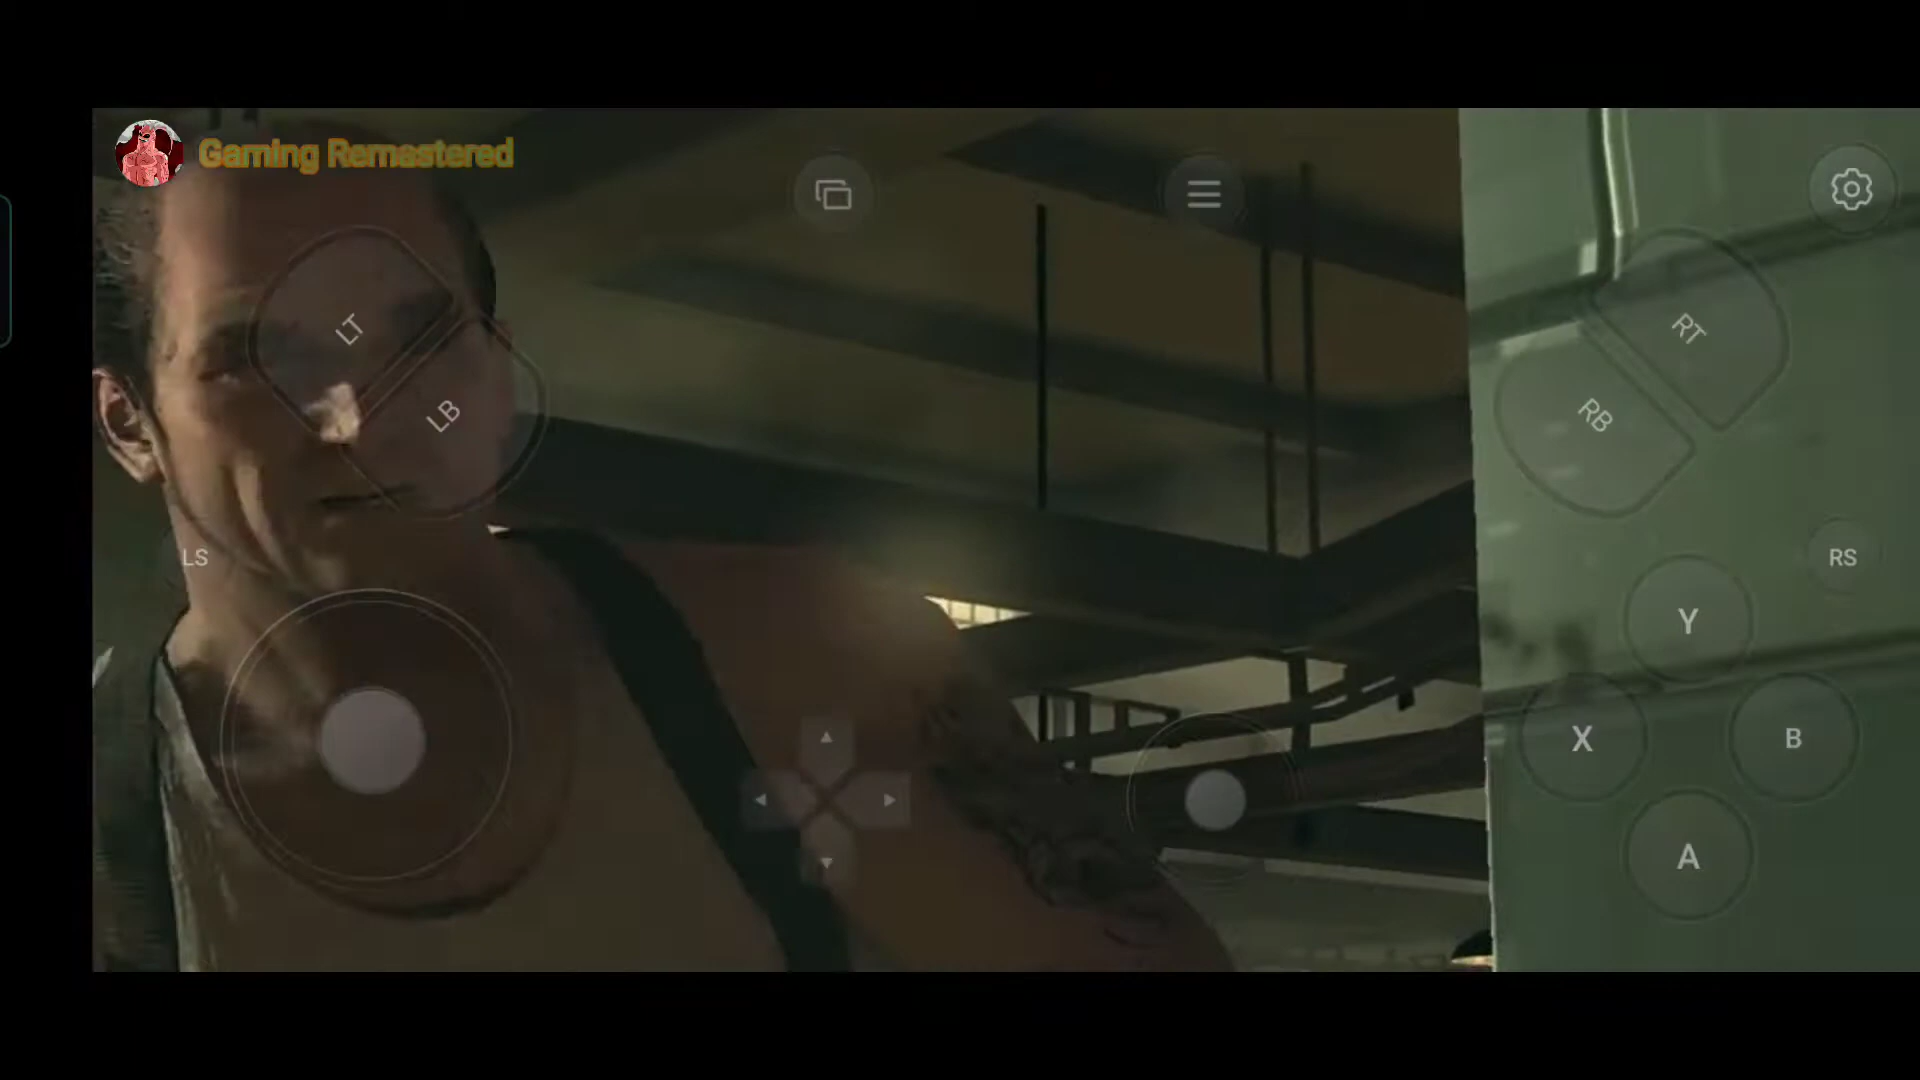 Gaming Remastered
LT
RT
LB
RB
LS
RS
Y
X
B
A